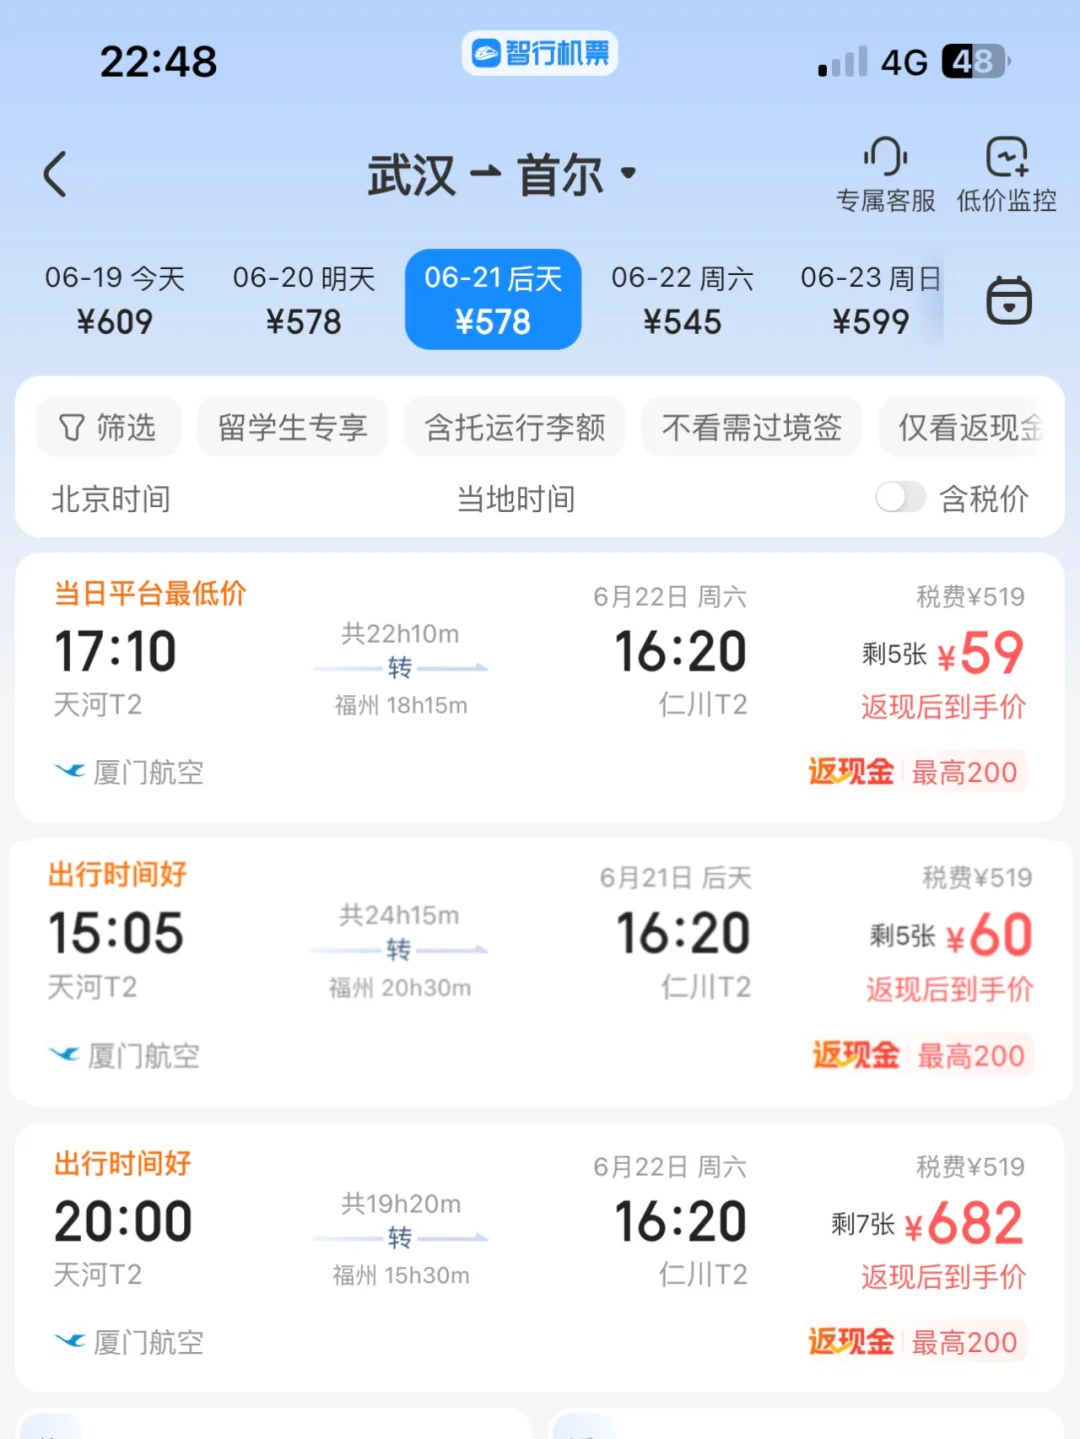 22:48
智行机票
4G
48
武汉
首尔
专属客服
低价监控
06-19 今天
¥609
06-20 明天
¥578
06-21 后天
¥578
06-22 周六
¥545
06-23 周日
¥599
筛选
留学生专享
含托运行李额
不看需过境签
仅看返现金
北京时间
当地时间
含税价
当日平台最低价
6月22日 周六
税费¥519
17:10
共22h10m
转
16:20
剩5张 ¥59
天河T2
福州 18h15m
仁川T2
返现后到手价
厦门航空
返现金
最高200
出行时间好
6月21日 后天
税费¥519
15:05
共24h15m
转
16:20
剩5张 ¥60
天河T2
福州 20h30m
仁川T2
返现后到手价
厦门航空
返现金
最高200
出行时间好
6月22日 周六
税费¥519
20:00
共19h20m
转
16:20
剩7张 ¥682
天河T2
福州 15h30m
仁川T2
返现后到手价
厦门航空
返现金
最高200